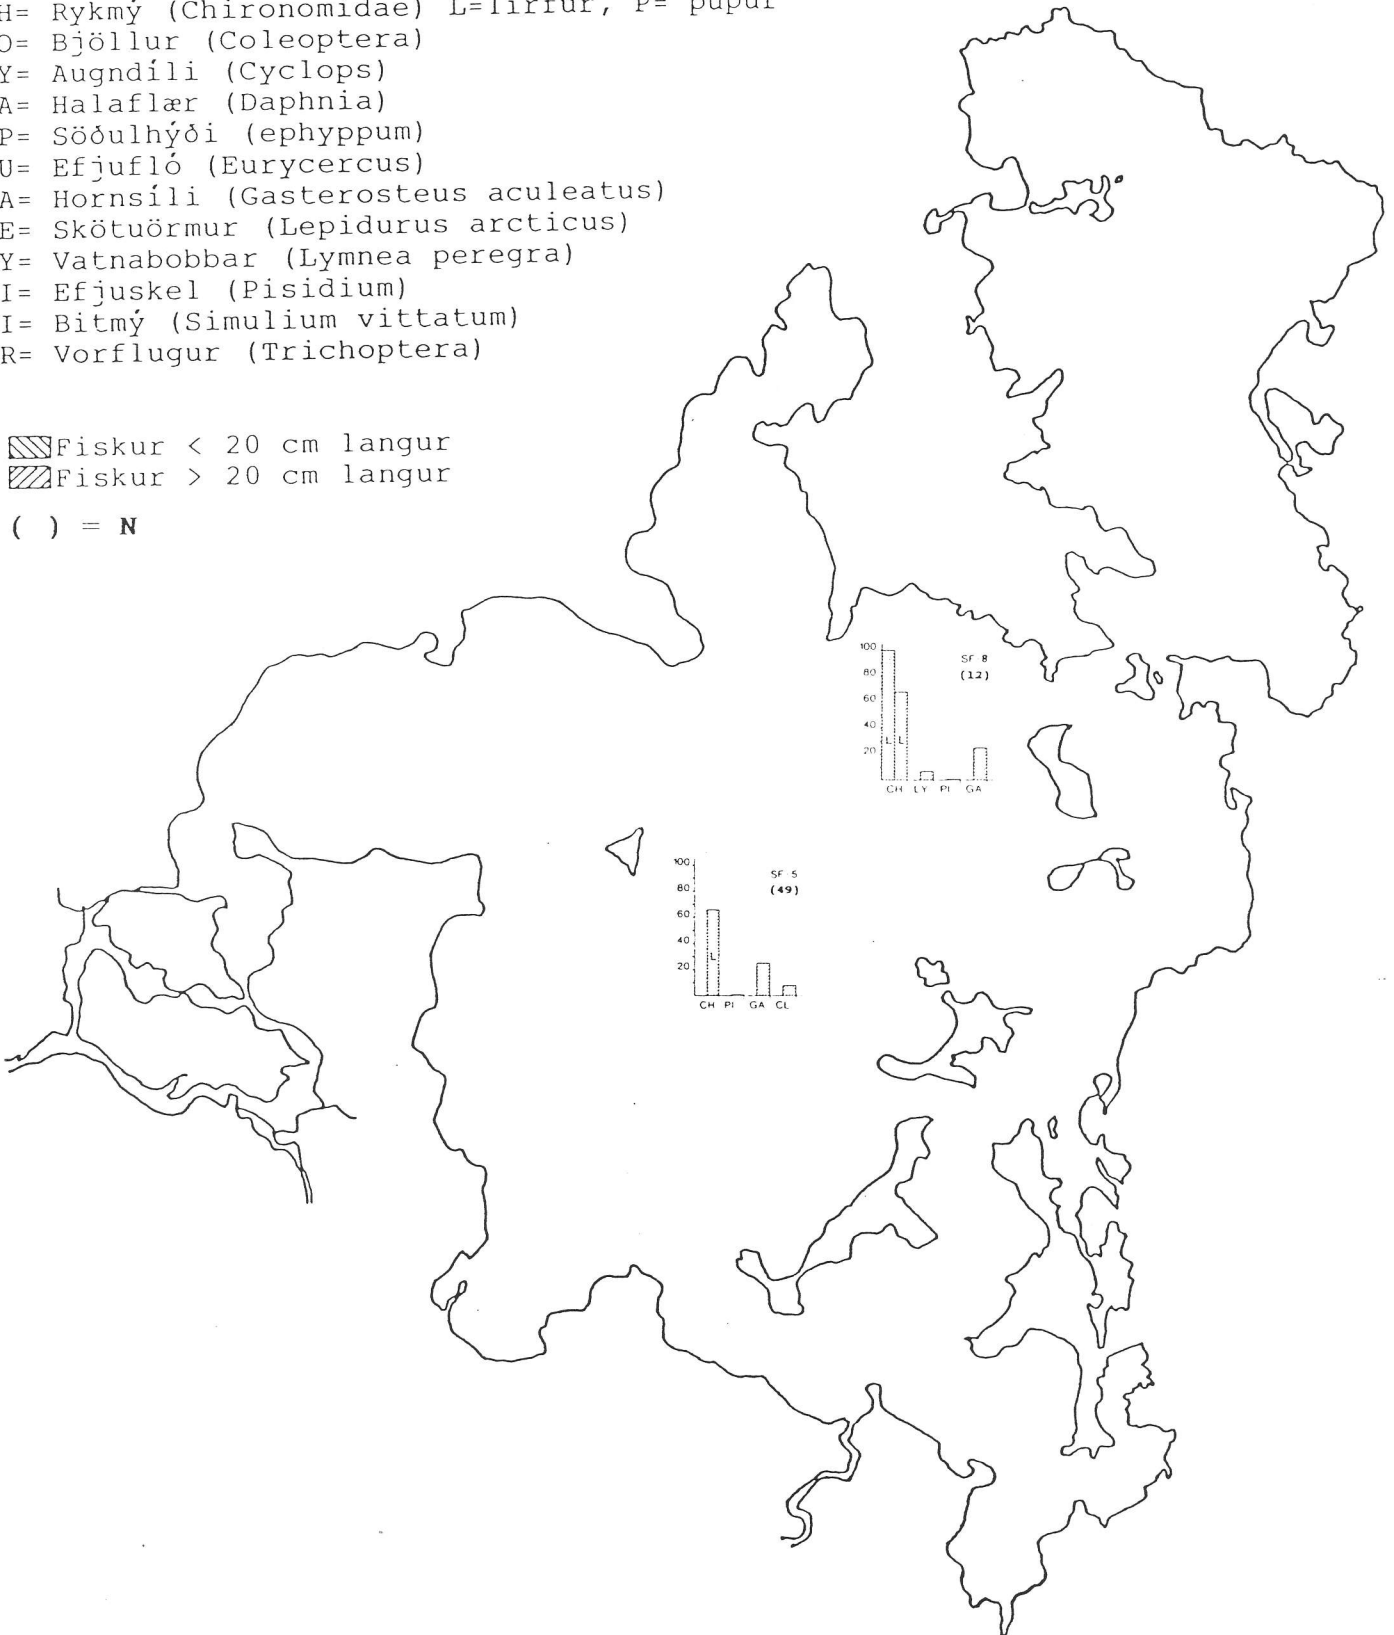 H= Rykmý (Chironomidae) L=lirfur, P= púpur
O= Bjöllur (Coleoptera)
Y= Augndíli (Cyclops)
A= Halaflær (Daphnia)
P= Söðulhýði (ephyppum)
U= Efjufló (Eurycercus)
A= Hornsíli (Gasterosteus aculeatus)
E= Skötuörmur (Lepidurus arcticus)
Y= Vatnabobbar (Lymnea peregra)
I= Efjuskel (Pisidium)
I= Bitmý (Simulium vittatum)
R= Vorflugur (Trichoptera)
Fiskur < 20 cm langur
Fiskur > 20 cm langur
( ) = N
100
80
60
40
20
SF 8
(12)
L L
CH LY PI GA
100
80
60
40
20
SF 5
(49)
L
CH PI GA CL